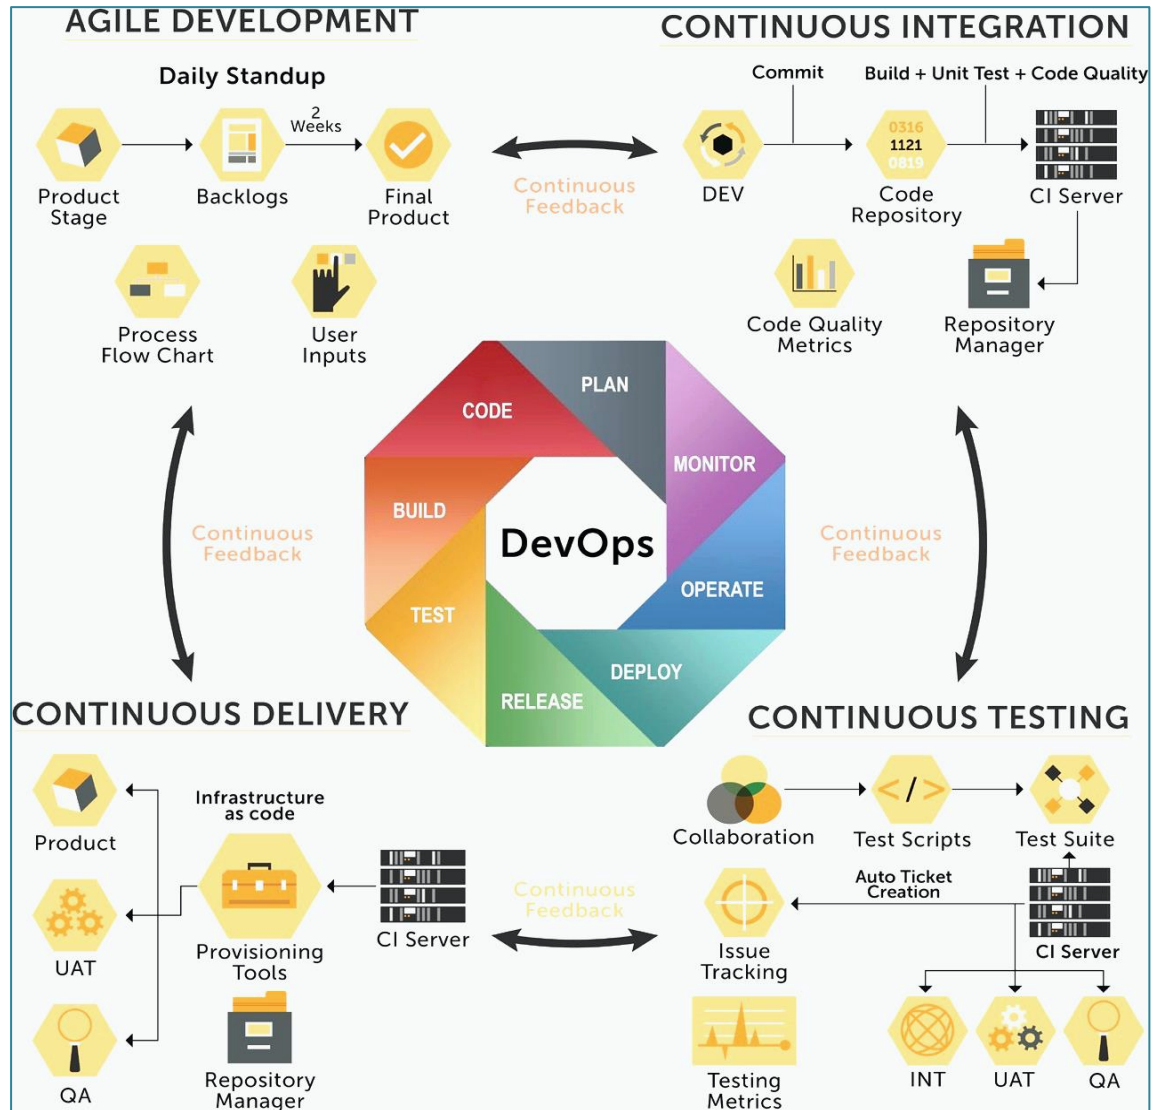 AGILE DEVELOPMENT
Daily Standup
2
Weeks
Product
Stage
Backlogs
Final
Product
Process
Flow Chart
User
Inputs
Continuous
Feedback
CONTINUOUS INTEGRATION
Commit
Build + Unit Test + Code Quality
0316
1121
0819
DEV
Code
Repository
CI Server
Code Quality
Metrics
Repository
Manager
PLAN
CODE
MONITOR
BUILD
DevOps
OPERATE
TEST
DEPLOY
RELEASE
Continuous
Feedback
Continuous
Feedback
CONTINUOUS DELIVERY
Product
Infrastructure
as code
UAT
Provisioning
Tools
CI Server
QA
Repository
Manager
Continuous
Feedback
CONTINUOUS TESTING
Collaboration
< / >
Test Scripts
Test Suite
Auto Ticket
Creation
Issue
Tracking
CI Server
Testing
Metrics
INT
UAT
QA